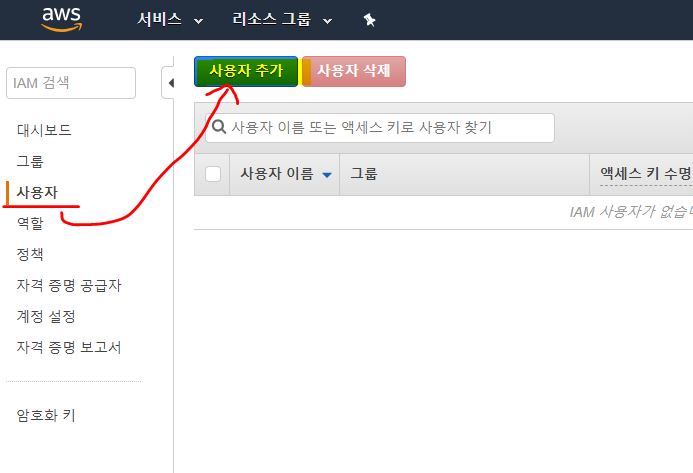 aws 서비스 리소스 그룹
사용자 추가 사용자 삭제
IAM 검색
사용자 이름 또는 액세스 키로 사용자 찾기
사용자 이름 그룹 액세스 키 수명
IAM 사용자가 없습니
대시보드
그룹
사용자
역할
정책
자격 증명 공급자
계정 설정
자격 증명 보고서
암호화 키